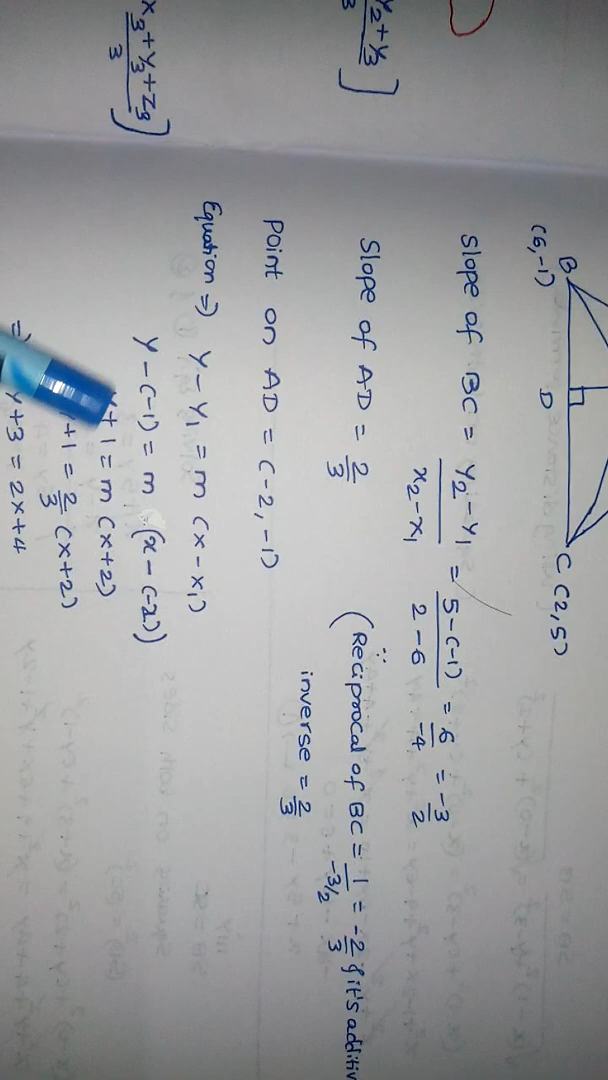 y2 + y3
3 ]
x3 + y3 + z3
3 )
B
(6,-1)
D
C (2,5)
Slope of BC = y2 - y1 / x2 - x1 = 5-(-1) / 2-6 = 6 / -4 = -3 / 2
Slope of AD = 2/3
(∵ Reciprocal of BC = 1 / -3/2 = -2/3 & it's additiv
inverse = 2/3
Point on AD = (-2, -1)
Equation ⇒ y - y1 = m (x - x1)
y - (-1) = m (x - (-2))
y + 1 = m (x+2)
+ 1 = 2/3 (x+2)
⇒ y + 3 = 2x + 4